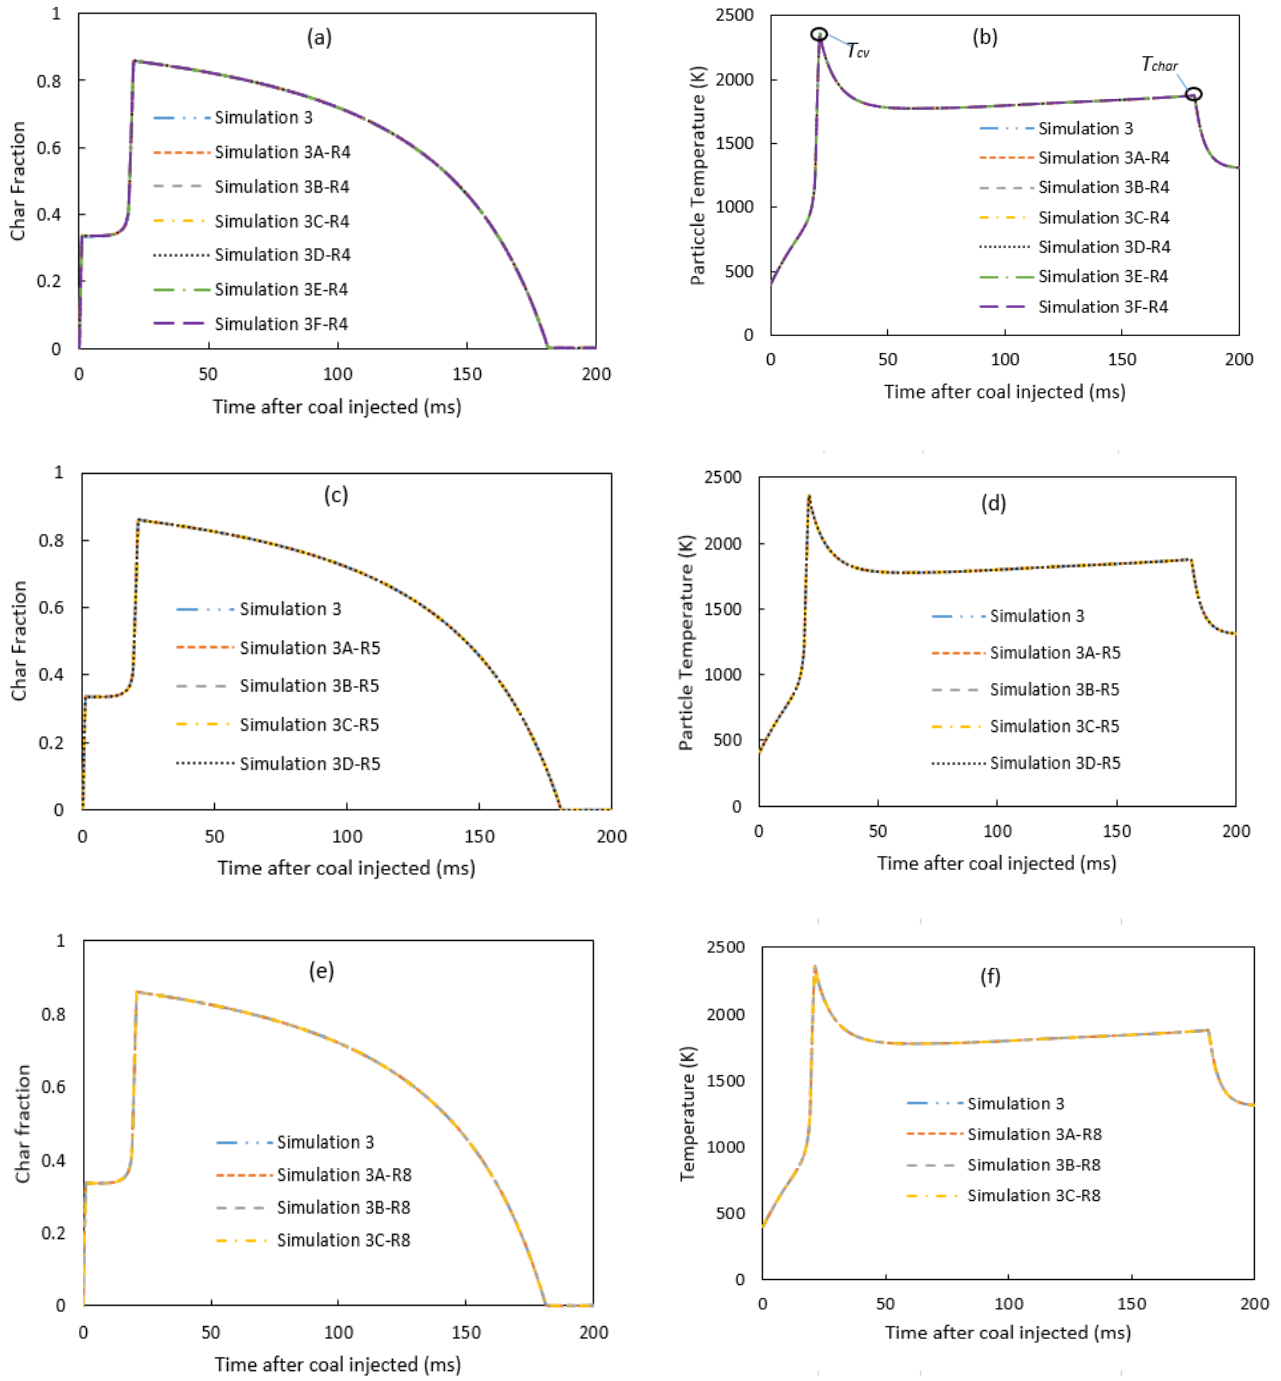 (a)
Char Fraction
1
0.8
0.6
0.4
0.2
0
Simulation 3
Simulation 3A-R4
Simulation 3B-R4
Simulation 3C-R4
Simulation 3D-R4
Simulation 3E-R4
Simulation 3F-R4
0 50 100 150 200
Time after coal injected (ms)
(b)
Particcle Temperature (K)
2500
2000
1500
1000
500
0
Tcv
Tchar
Simulation 3
Simulation 3A-R4
Simulation 3B-R4
Simulation 3C-R4
Simulation 3D-R4
Simulation 3E-R4
Simulation 3F-R4
0 50 100 150 200
Time after coal injected (ms)
(c)
Char Fraction
1
0.8
0.6
0.4
0.2
0
Simulation 3
Simulation 3A-R5
Simulation 3B-R5
Simulation 3C-R5
Simulation 3D-R5
0 50 100 150 200
Time after coal injected (ms)
(d)
Particle Temperature (K)
2500
2000
1500
1000
500
0
Simulation 3
Simulation 3A-R5
Simulation 3B-R5
Simulation 3C-R5
Simulation 3D-R5
0 50 100 150 200
Time after coal injected (ms)
(e)
Char fraction
1
0.8
0.6
0.4
0.2
0
Simulation 3
Simulation 3A-R8
Simulation 3B-R8
Simulation 3C-R8
0 50 100 150 200
Time after coal injected (ms)
(f)
Temperature (K)
2500
2000
1500
1000
500
0
Simulation 3
Simulation 3A-R8
Simulation 3B-R8
Simulation 3C-R8
0 50 100 150 200
Time after coal injected (ms)